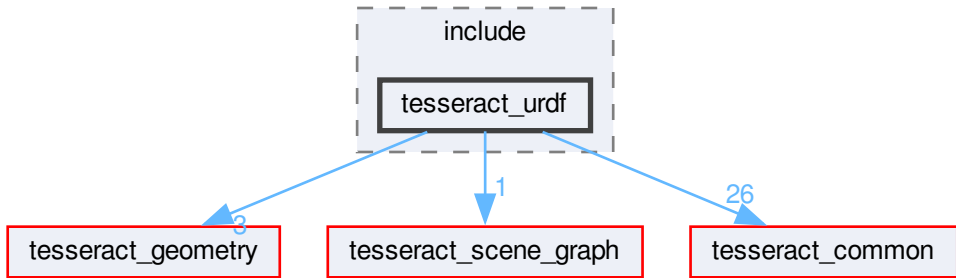 include
tesseract_urdf
3
1
26
tesseract_geometry
tesseract_scene_graph
tesseract_common